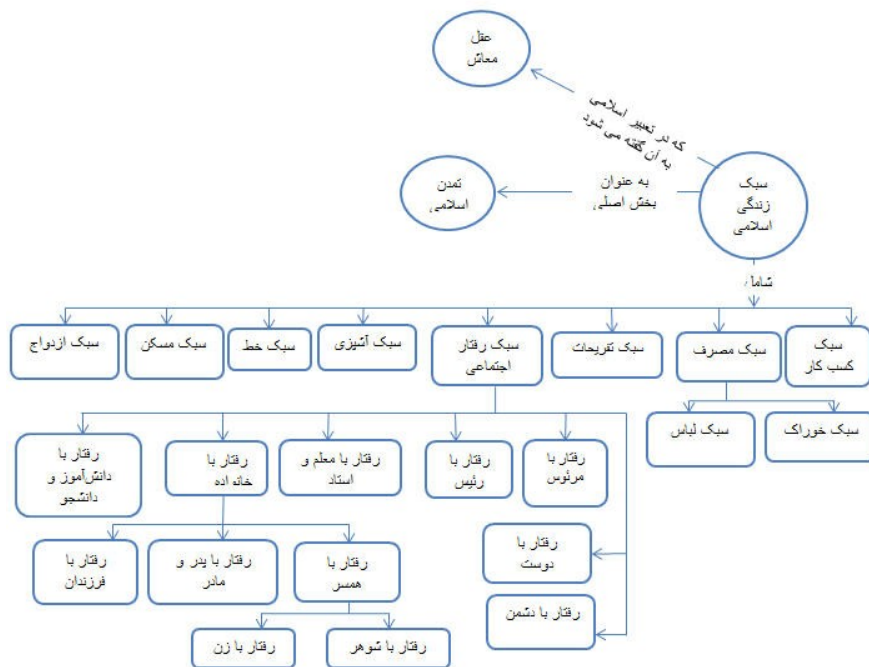 عقل
معاش
که در تعبیر اسلامی
به آن گفته می شود
سبک
زندگی
اسلامی
به عنوان
بخش اصلی
تمدن
اسلامی
شامل
سبک
کسب کار
سبک مصرف
سبک تفریحات
سبک رفتار
اجتماعی
سبک آشپزی
سبک خط
سبک مسکن
سبک ازدواج
سبک خوراک
سبک لباس
رفتار با
مرئوس
رفتار با
رئیس
رفتار با معلم و
استاد
رفتار با
خانواده
رفتار با
دانش‌آموز و
دانشجو
رفتار با
دوست
رفتار با دشمن
رفتار با
همسر
رفتار با پدر و
مادر
رفتار با
فرزندان
رفتار با شوهر
رفتار با زن